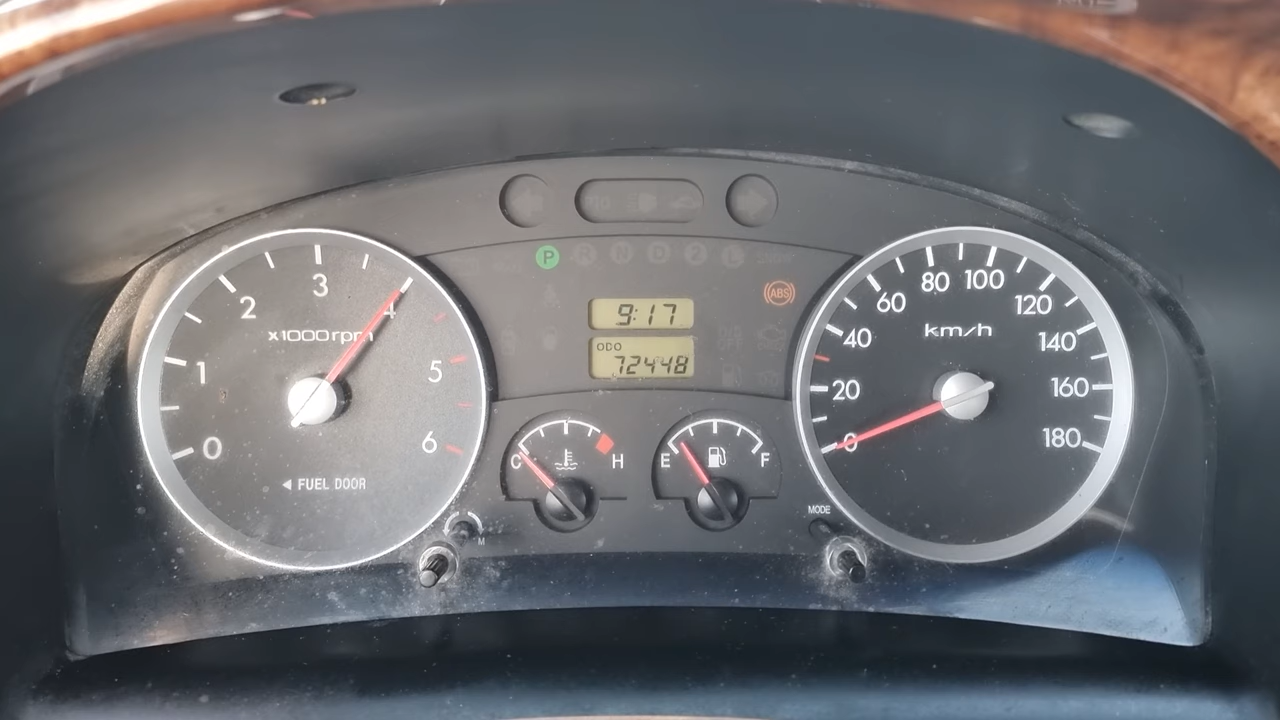 P R N D 2 L
ABS
9:17
ODO
72448
0 1 2 3 4 5 6
x1000rpm
◀ FUEL DOOR
C H
E F
0 20 40 60 80 100 120 140 160 180
km/h
MODE
M